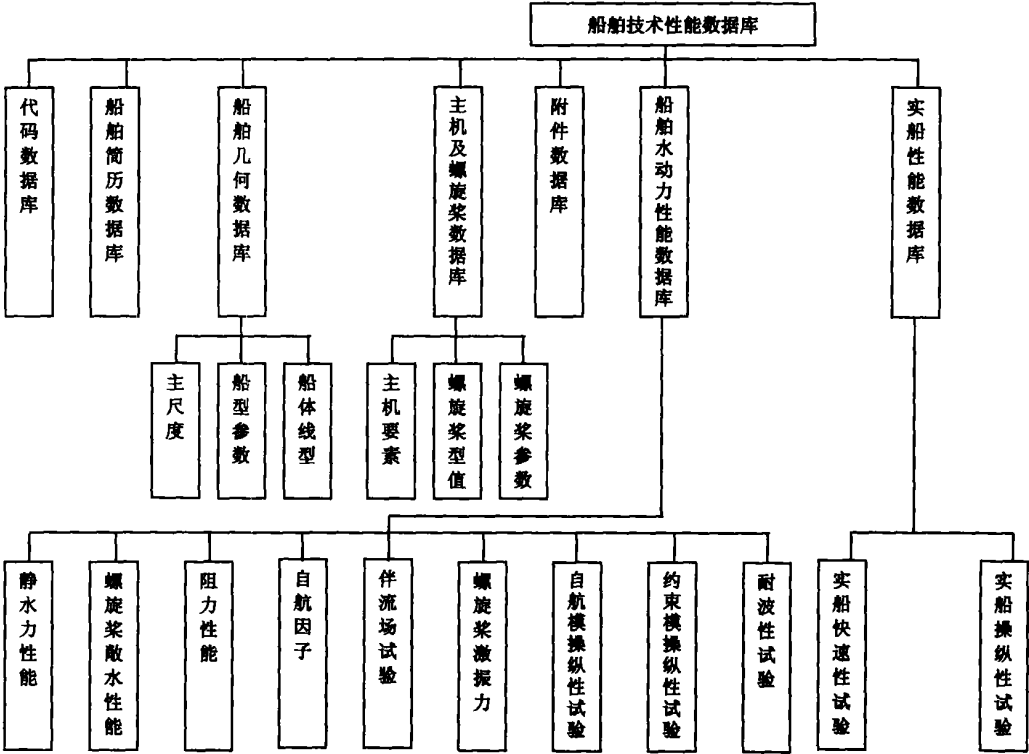 船舶技术性能数据库
代码数据库
船舶简历数据库
船舶几何数据库
主机及螺旋桨数据库
附件数据库
船舶水动力性能数据库
实船性能数据库
主尺度
船型参数
船体线型
主机要素
螺旋桨型值
螺旋桨参数
静水力性能
螺旋桨敞水性能
阻力性能
自航因子
伴流场试验
螺旋桨激振力
自航模操纵性试验
约束模操纵性试验
耐波性试验
实船快速性试验
实船操纵性试验